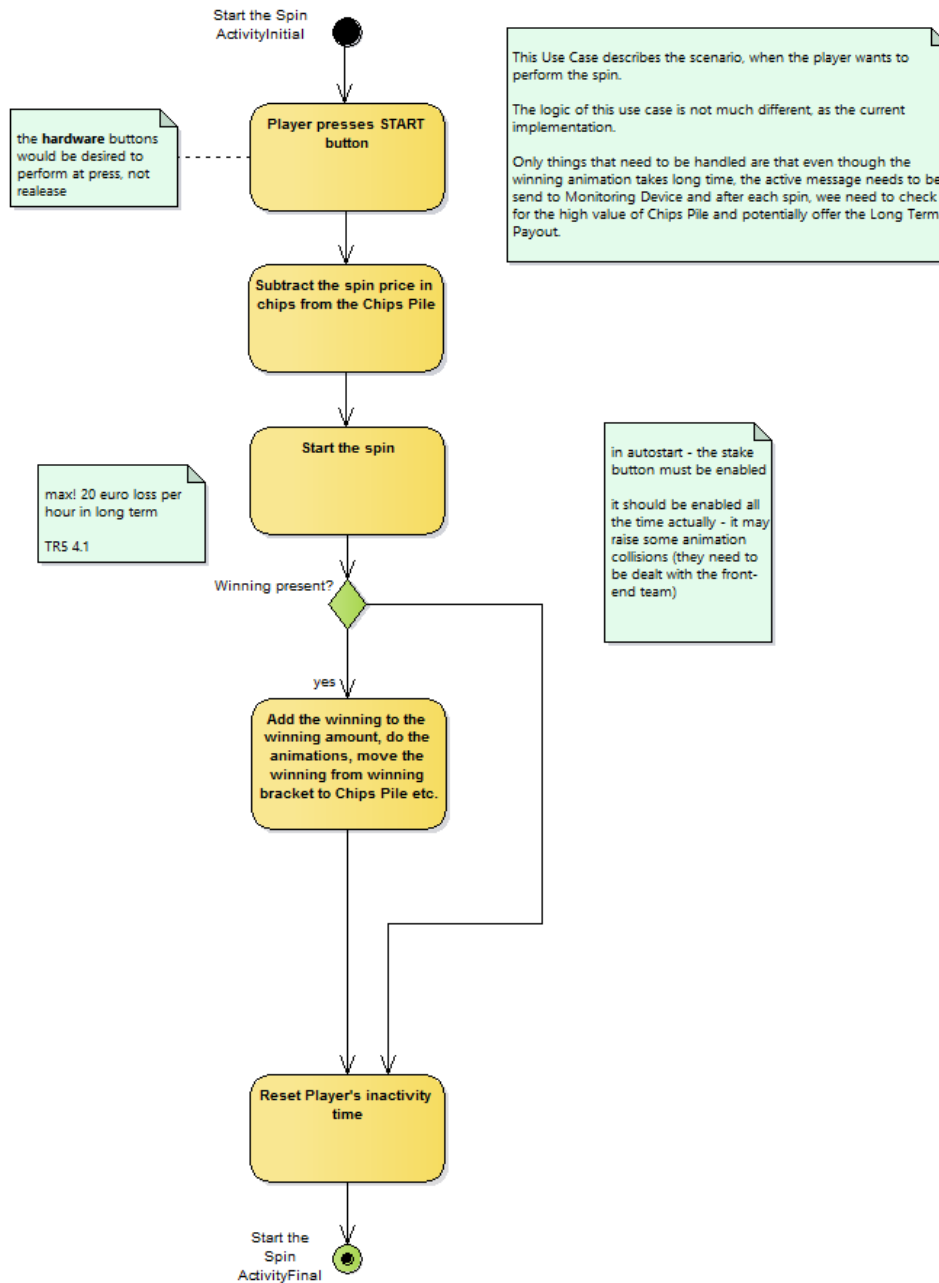 Start the Spin
ActivityInitial
This Use Case describes the scenario, when the player wants to
perform the spin.
The logic of this use case is not much different, as the current
implementation.
Only things that need to be handled are that even though the
winning animation takes long time, the active message needs to be
send to Monitoring Device and after each spin, wee need to check
for the high value of Chips Pile and potentially offer the Long Term
Payout.
the hardware buttons
would be desired to
perform at press, not
realease
Player presses START
button
Subtract the spin price in
chips from the Chips Pile
Start the spin
max! 20 euro loss per
hour in long term
TR5 4.1
in autostart - the stake
button must be enabled
it should be enabled all
the time actually - it may
raise some animation
collisions (they need to
be dealt with the front-
end team)
Winning present?
yes
Add the winning to the
winning amount, do the
animations, move the
winning from winning
bracket to Chips Pile etc.
Reset Player's inactivity
time
Start the
Spin
ActivityFinal